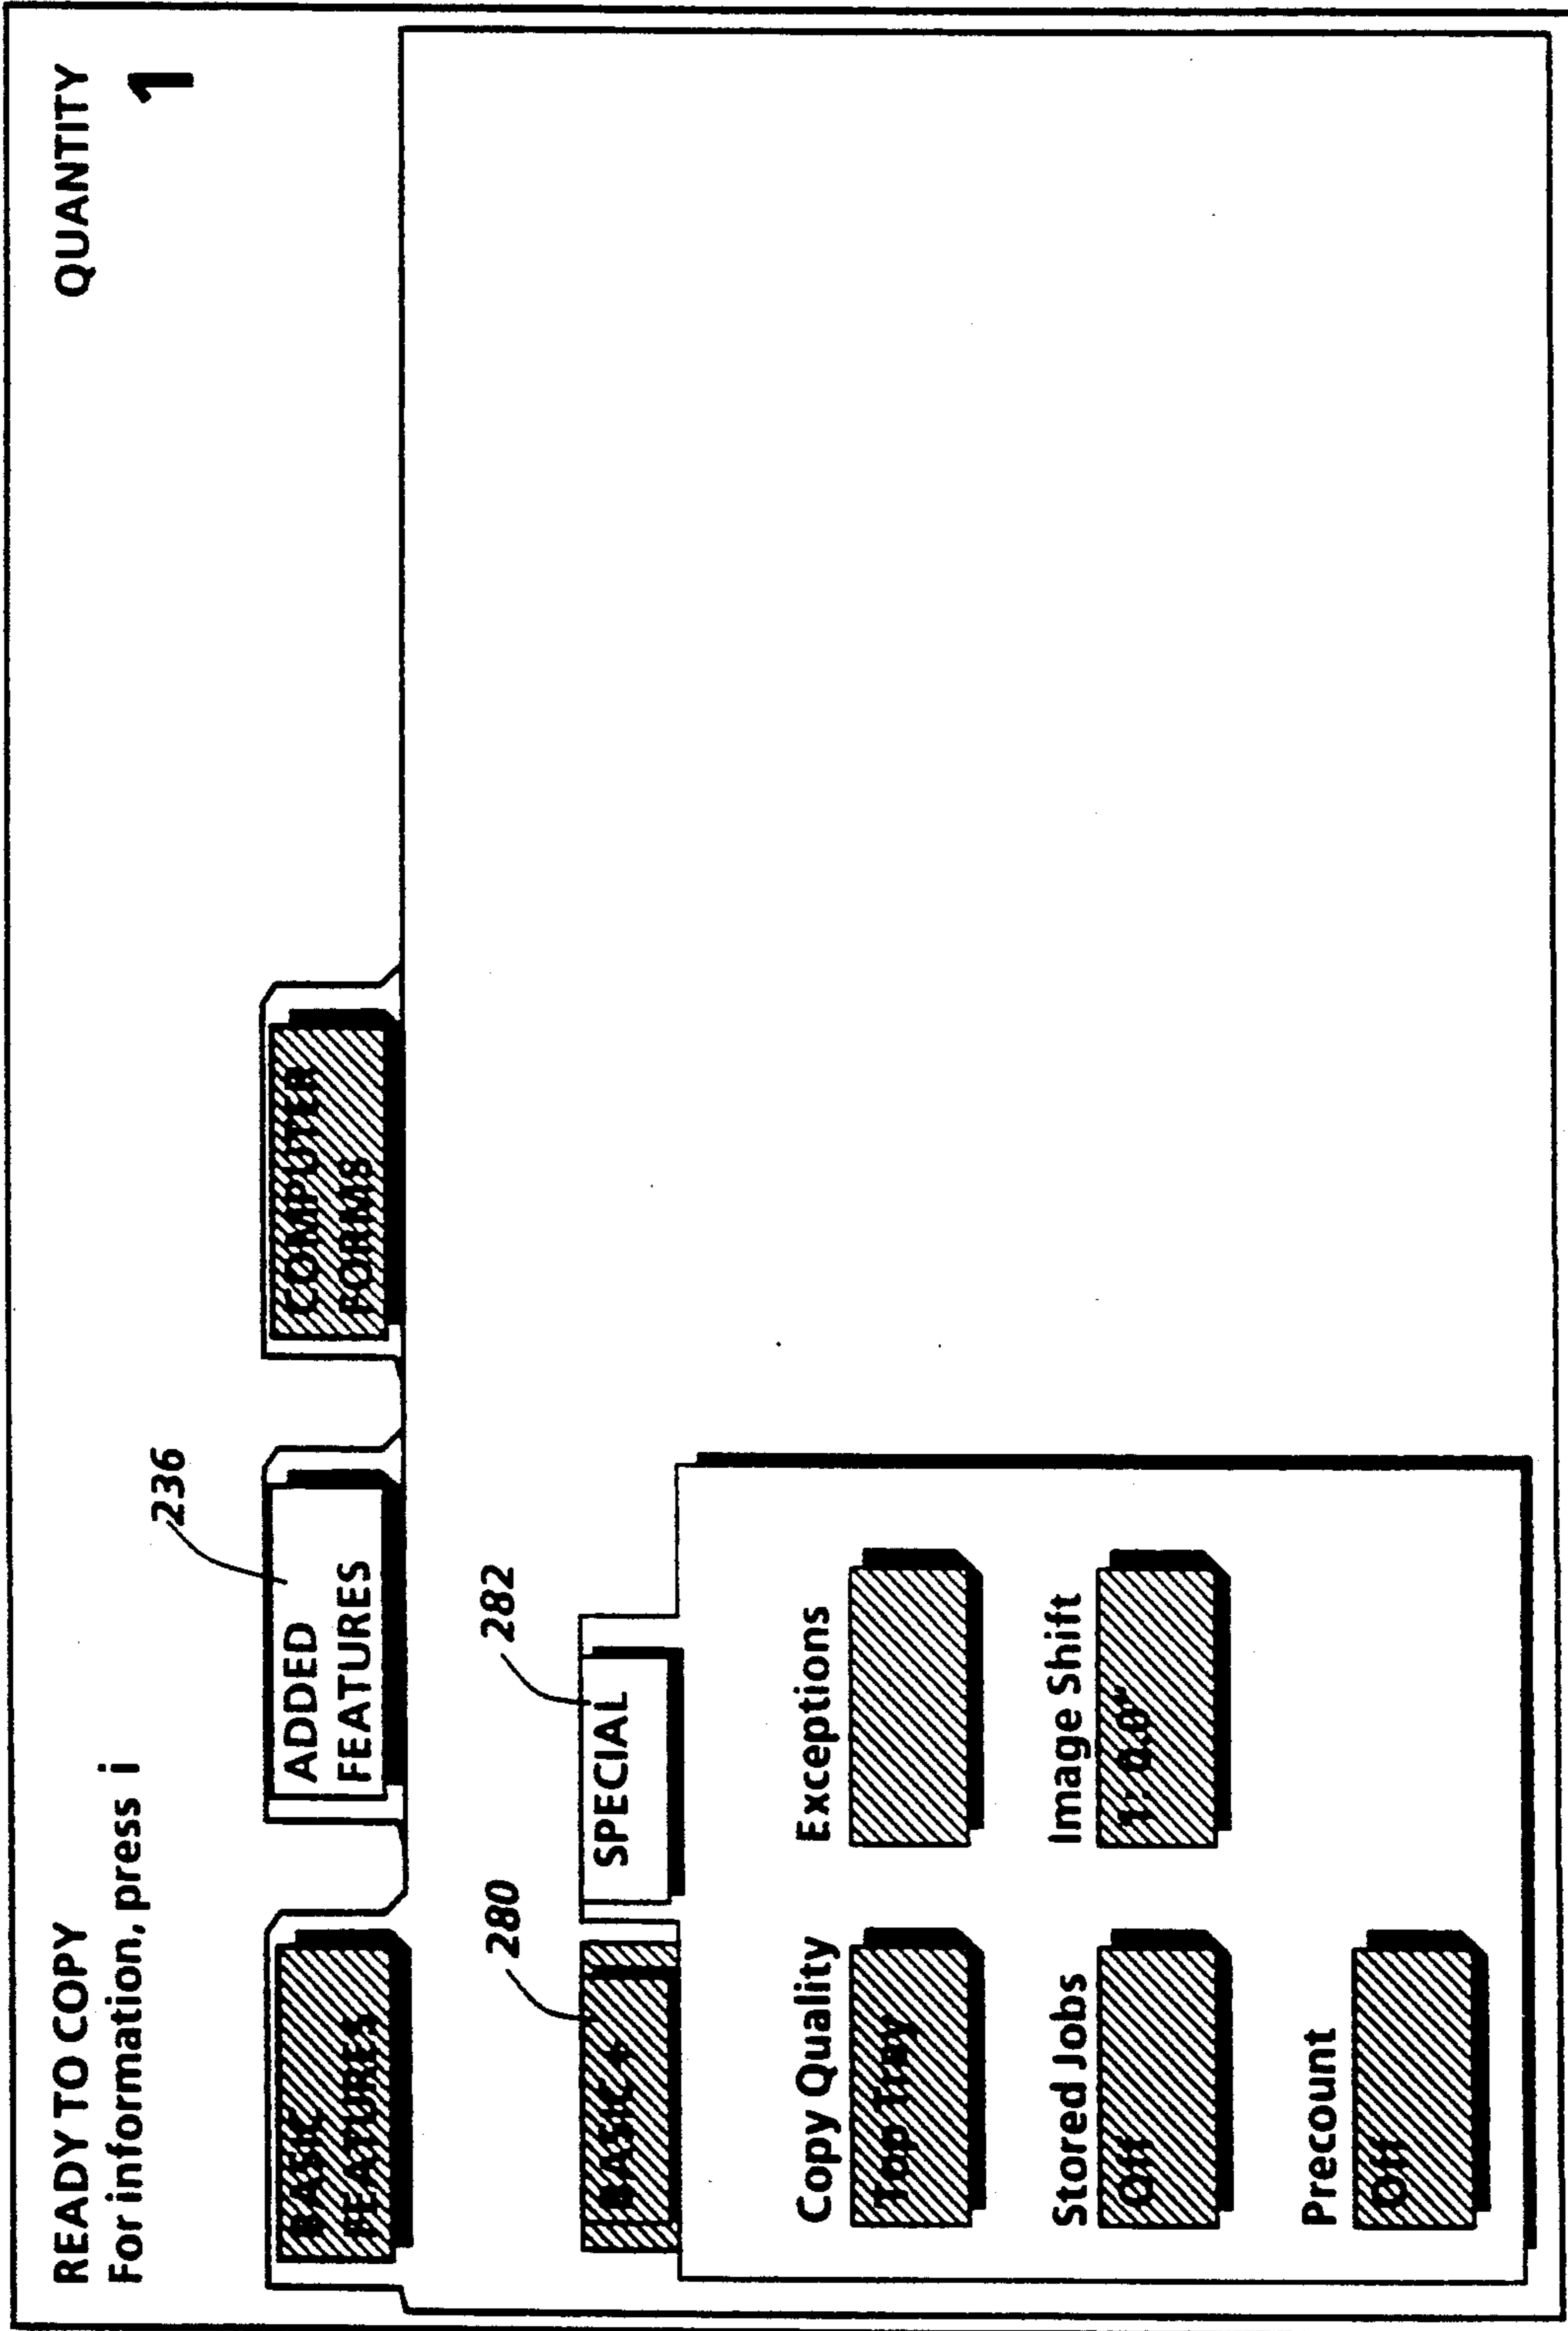 READY TO COPY
QUANTITY
For information, press i
1
236
BASIC
FEATURES
ADDED
FEATURES
COMPUTER
FORMS
280
282
BASIC +
SPECIAL
Copy Quality
Exceptions
Top Tray
Stored Jobs
Image Shift
Off
Precount
Off